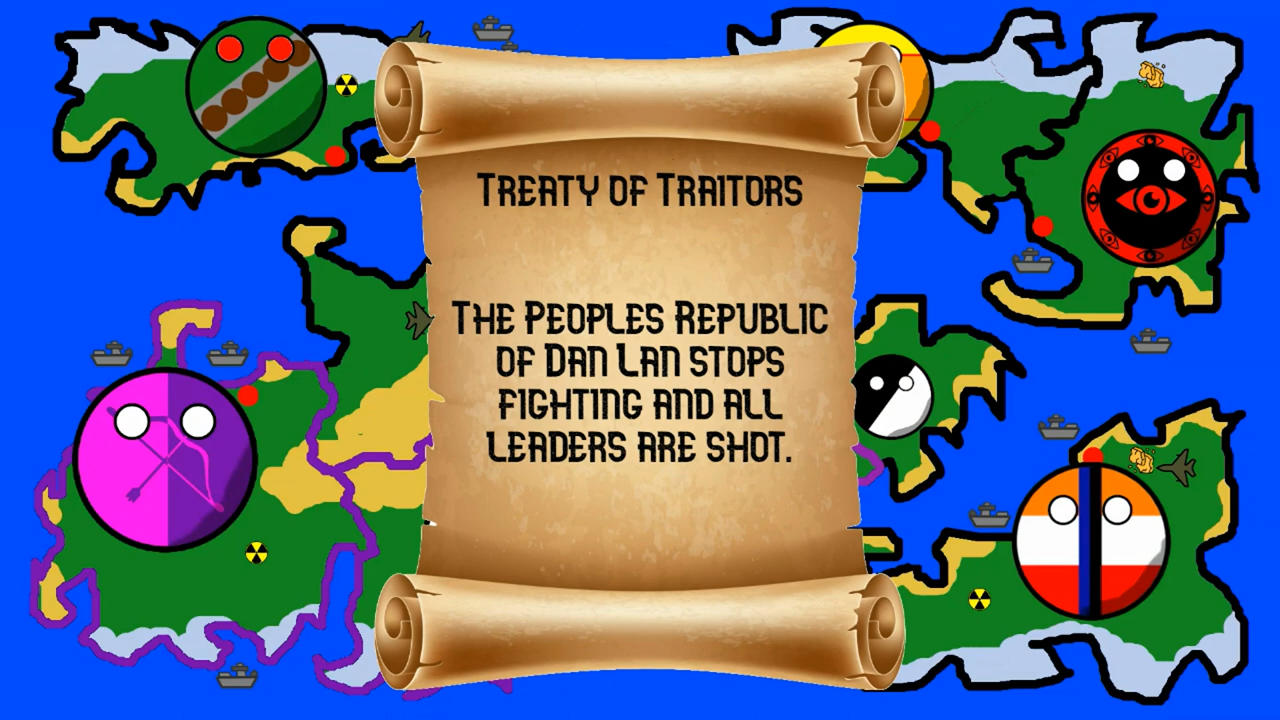 Treaty of Traitors
The Peoples Republic
of Dan Lan stops
fighting and all
leaders are shot.